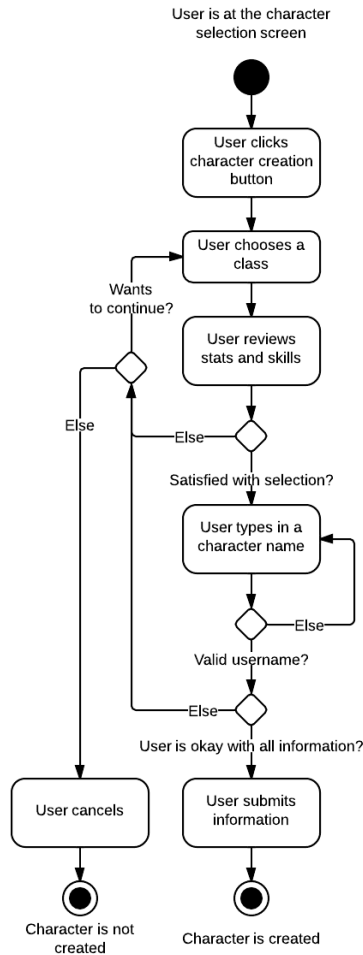 User is at the character
selection screen
User clicks
character creation
button
User chooses a
class
Wants
to continue?
User reviews
stats and skills
Else
Else
Satisfied with selection?
User types in a
character name
Else
Valid username?
Else
User is okay with all information?
User cancels
User submits
information
Character is not
created
Character is created